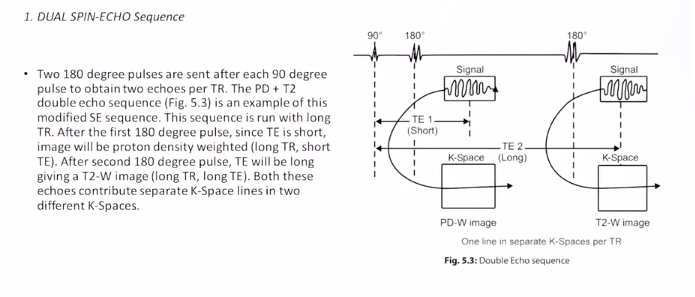 1. DUAL SPIN-ECHO Sequence
• Two 180 degree pulses are sent after each 90 degree
pulse to obtain two echoes per TR. The PD + T2
double echo sequence (Fig. 5.3) is an example of this
modified SE sequence. This sequence is run with long
TR. After the first 180 degree pulse, since TE is short,
image will be proton density weighted (long TR, short
TE). After second 180 degree pulse, TE will be long
giving a T2-W image (long TR, long TE). Both these
echoes contribute separate K-Space lines in two
different K-Spaces.
90° 180° 180°
Signal Signal
TE 1
(Short)
TE 2
K-Space (Long) K-Space
PD-W image T2-W image
One line in separate K-Spaces per TR
Fig. 5.3: Double Echo sequence